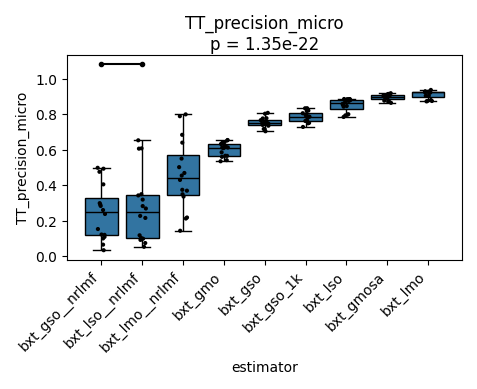 TT_precision_micro
p = 1.35e-22
TT_precision_micro
1.0
0.8
0.6
0.4
0.2
0.0
bxt_gso__nrlmf
bxt_lso__nrlmf
bxt_lmo__nrlmf
bxt_gmo
bxt_gso
bxt_gso_1k
bxt_lso
bxt_gmosa
bxt_lmo
estimator